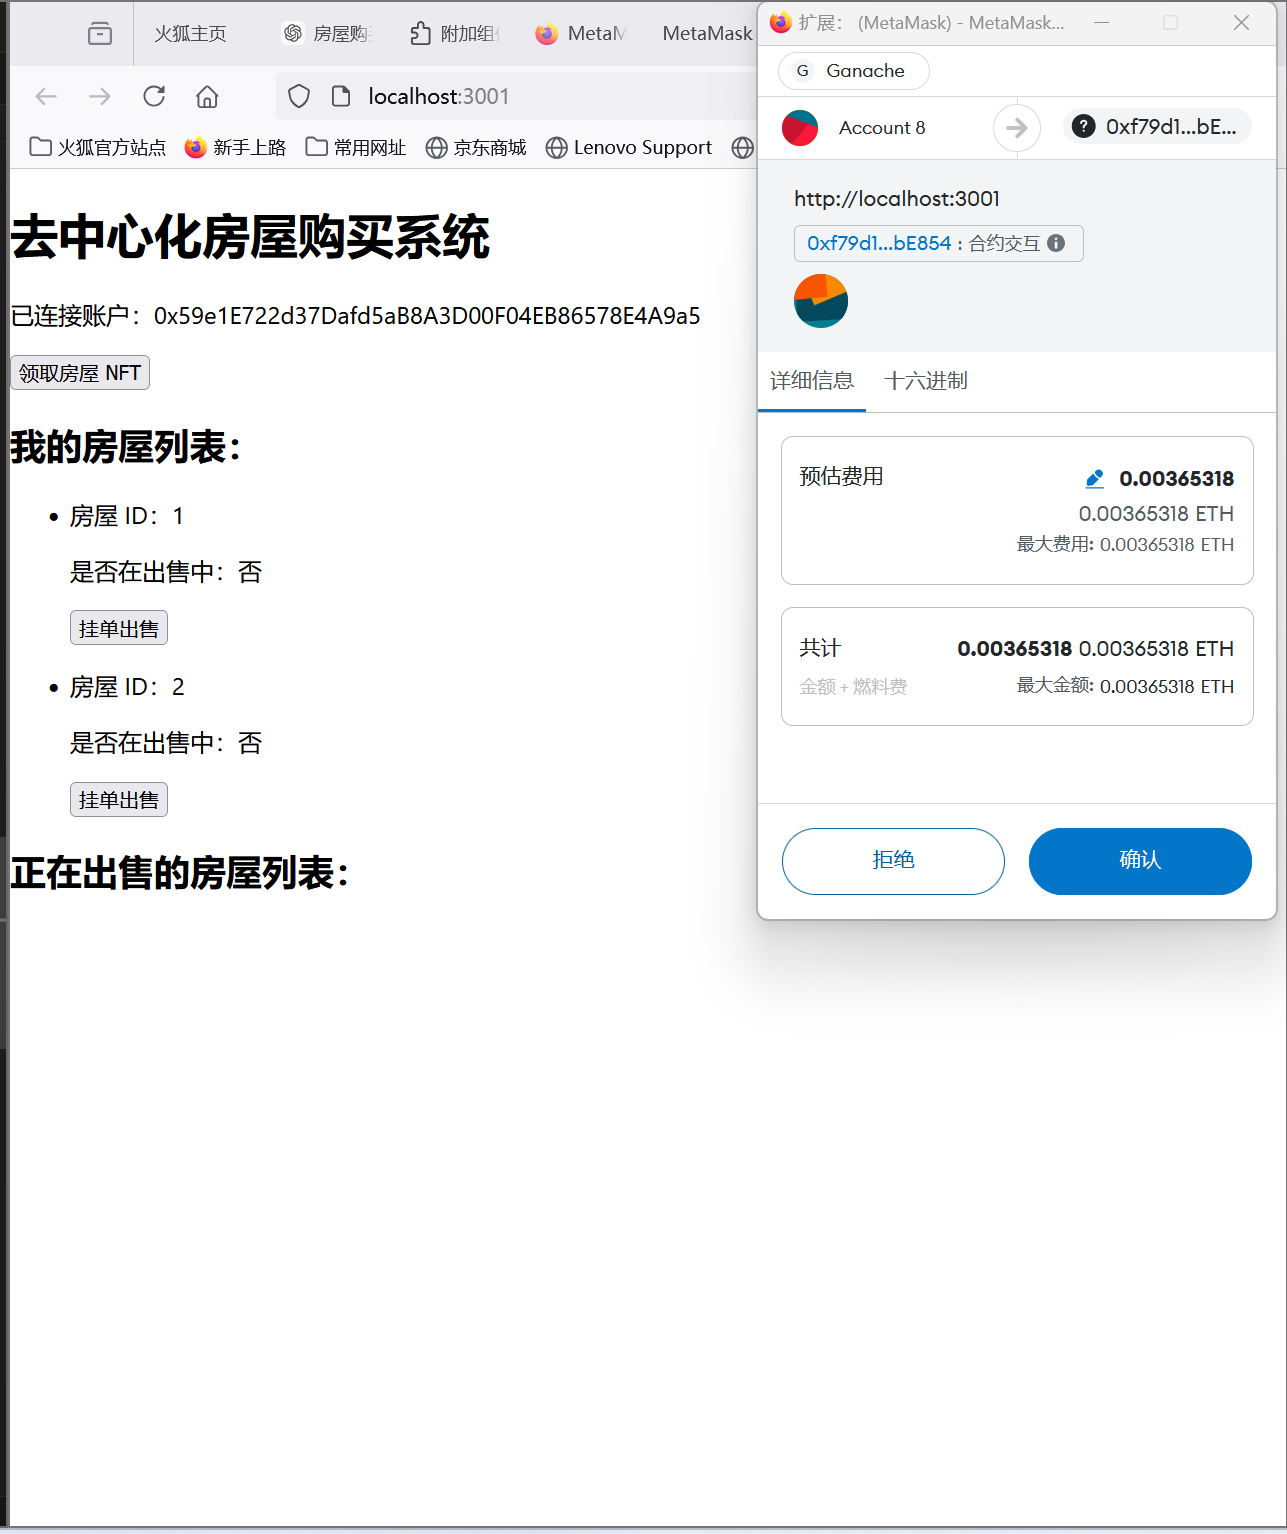 火狐主页
房屋购
附加组
MetaM
MetaMask
localhost:3001
火狐官方站点
新手上路
常用网址
京东商城
Lenovo Support
去中心化房屋购买系统
已连接账户：0x59e1E722d37Dafd5aB8A3D00F04EB86578E4A9a5
领取房屋 NFT
我的房屋列表：
• 房屋 ID：1
是否在出售中：否
挂单出售
• 房屋 ID：2
是否在出售中：否
挂单出售
正在出售的房屋列表：
扩展： (MetaMask) - MetaMask...
G Ganache
Account 8
? 0xf79d1...bE...
http://localhost:3001
0xf79d1...bE854 : 合约交互
详细信息
十六进制
预估费用
0.00365318
0.00365318 ETH
最大费用: 0.00365318 ETH
共计
0.00365318 0.00365318 ETH
金额 + 燃料费
最大金额: 0.00365318 ETH
拒绝
确认